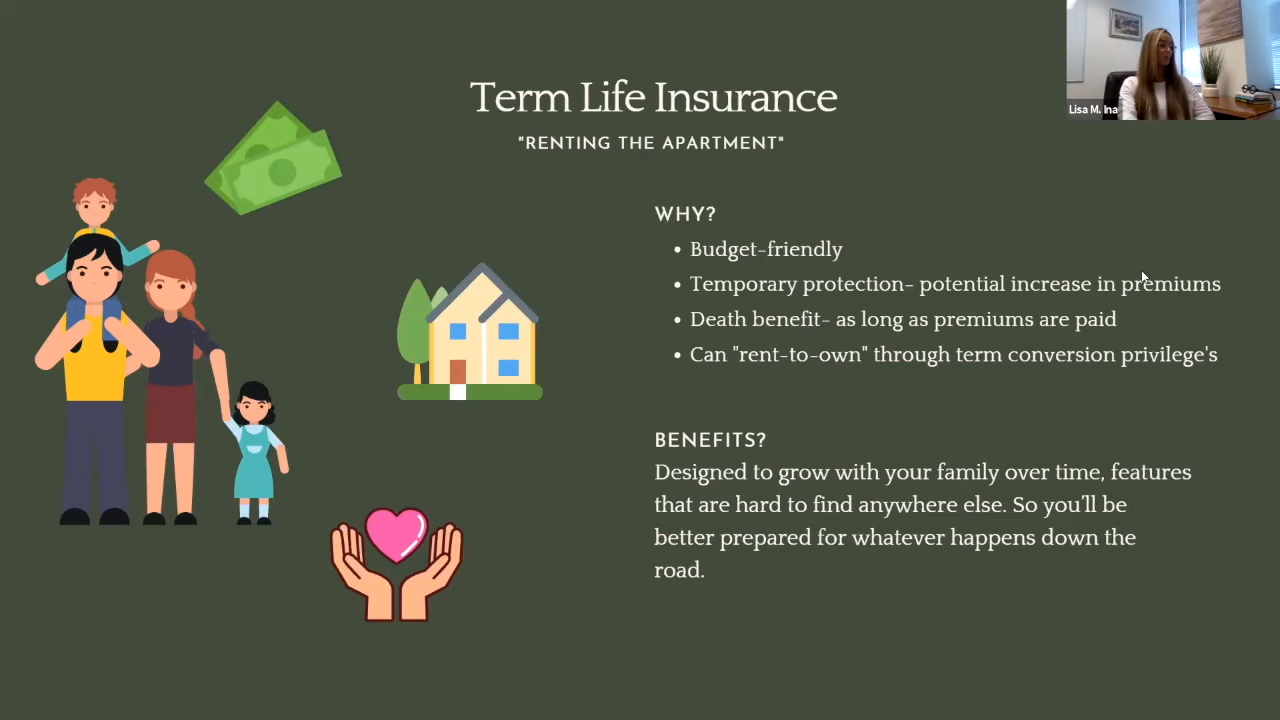 Term Life Insurance
"RENTING THE APARTMENT"
Lisa M. Ina
WHY?
• Budget-friendly
• Temporary protection- potential increase in premiums
• Death benefit- as long as premiums are paid
• Can "rent-to-own" through term conversion privilege's
BENEFITS?
Designed to grow with your family over time, features
that are hard to find anywhere else. So you'll be
better prepared for whatever happens down the
road.